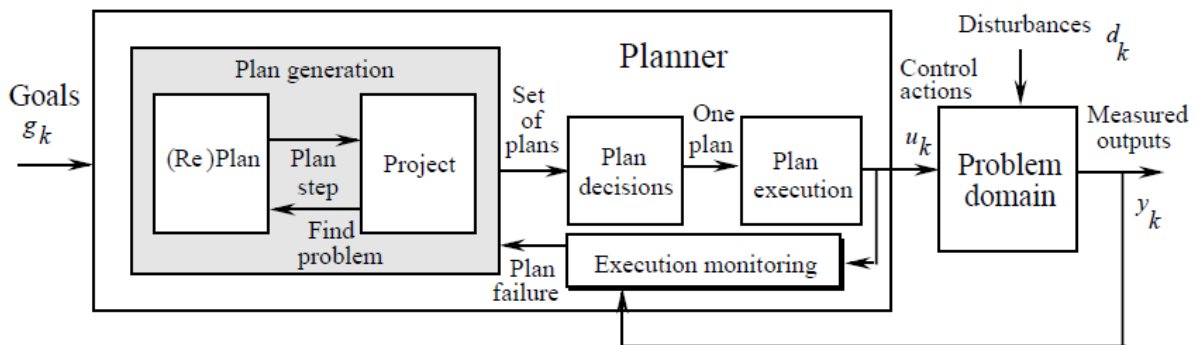 Disturbances d_k
Planner
Plan generation
Control
actions
Goals
g_k
Set
of
plans
One
plan
Measured
outputs
(Re)Plan
Plan
step
Project
Plan
decisions
Plan
execution
u_k
Problem
domain
y_k
Find
problem
Plan
failure
Execution monitoring